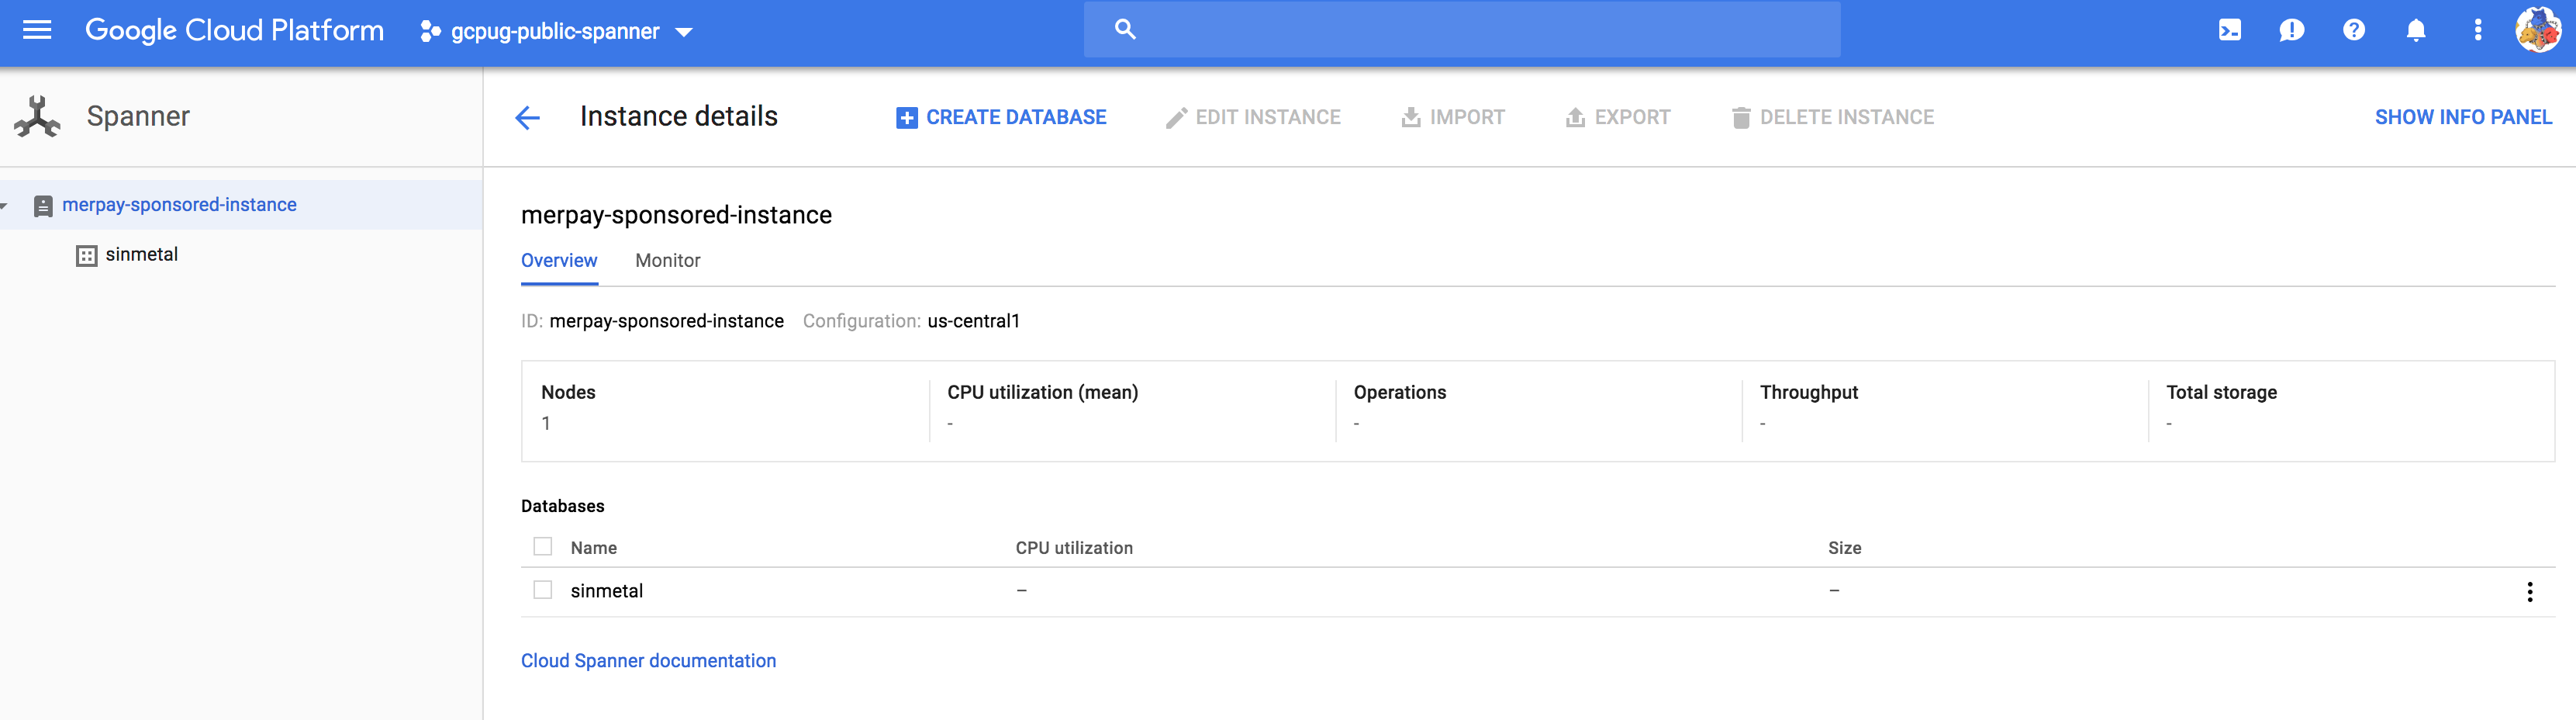 Google Cloud Platform gcpug-public-spanner
Spanner
Instance details CREATE DATABASE EDIT INSTANCE IMPORT EXPORT DELETE INSTANCE SHOW INFO PANEL
merpay-sponsored-instance
sinmetal
merpay-sponsored-instance
Overview Monitor
ID: merpay-sponsored-instance Configuration: us-central1
Nodes CPU utilization (mean) Operations Throughput Total storage
1 - - - -
Databases
Name CPU utilization Size
sinmetal – –
Cloud Spanner documentation